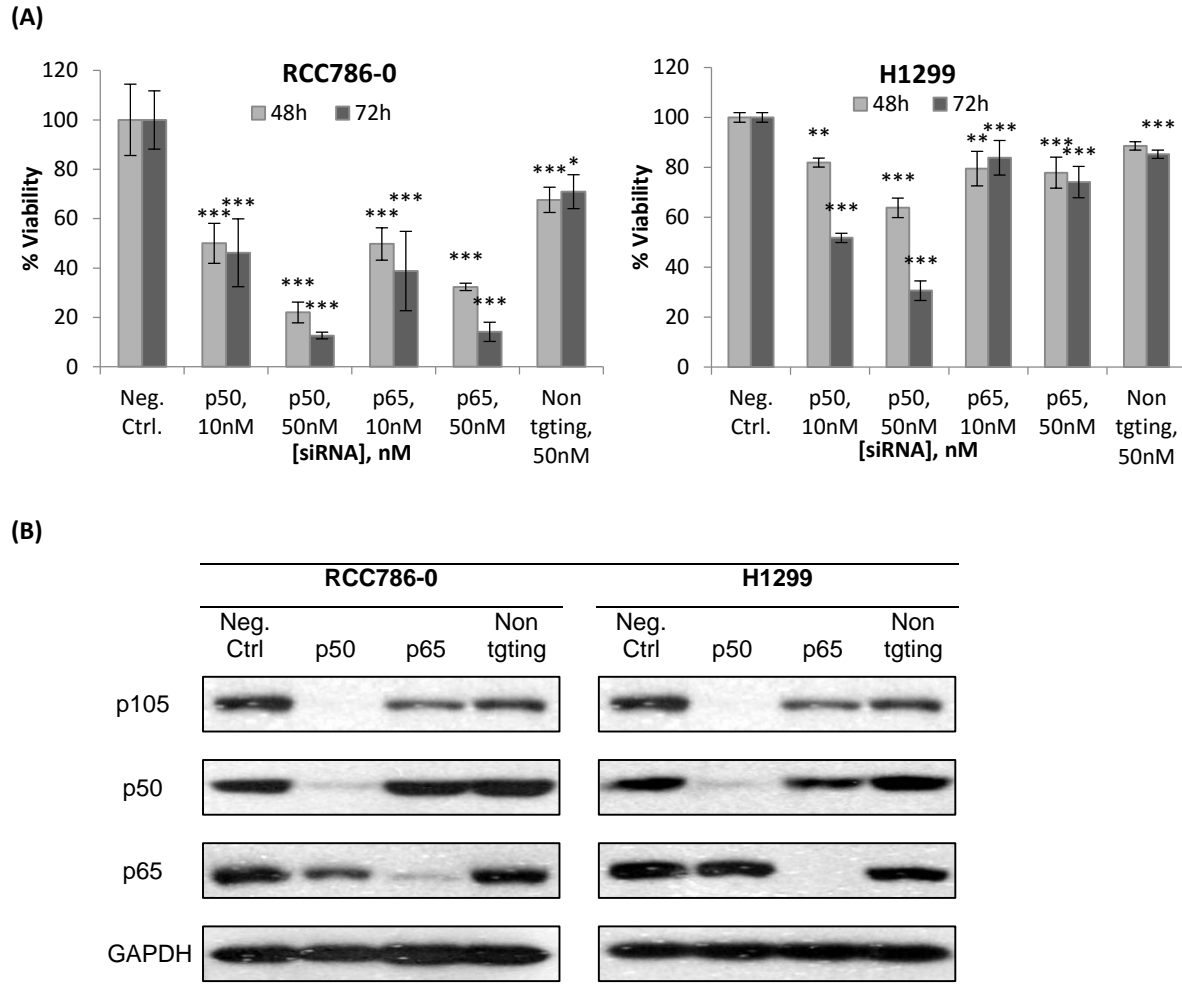 (A)
RCC786-0
48h 72h
120
100
80
60
40
20
0
% Viability
*** *** *** *** *** *** *** *** *** *
Neg. Ctrl.
p50, 10nM
p50, 50nM
p65, 10nM
p65, 50nM
Non tgting, 50nM
[siRNA], nM
H1299
48h 72h
120
100
80
60
40
20
0
% Viability
** *** *** *** ** *** *** *** ***
Neg. Ctrl.
p50, 10nM
p50, 50nM
p65, 10nM
p65, 50nM
Non tgting, 50nM
[siRNA], nM
(B)
RCC786-0 H1299
Neg. Ctrl p50 p65 Non tgting Neg. Ctrl p50 p65 Non tgting
p105
p50
p65
GAPDH